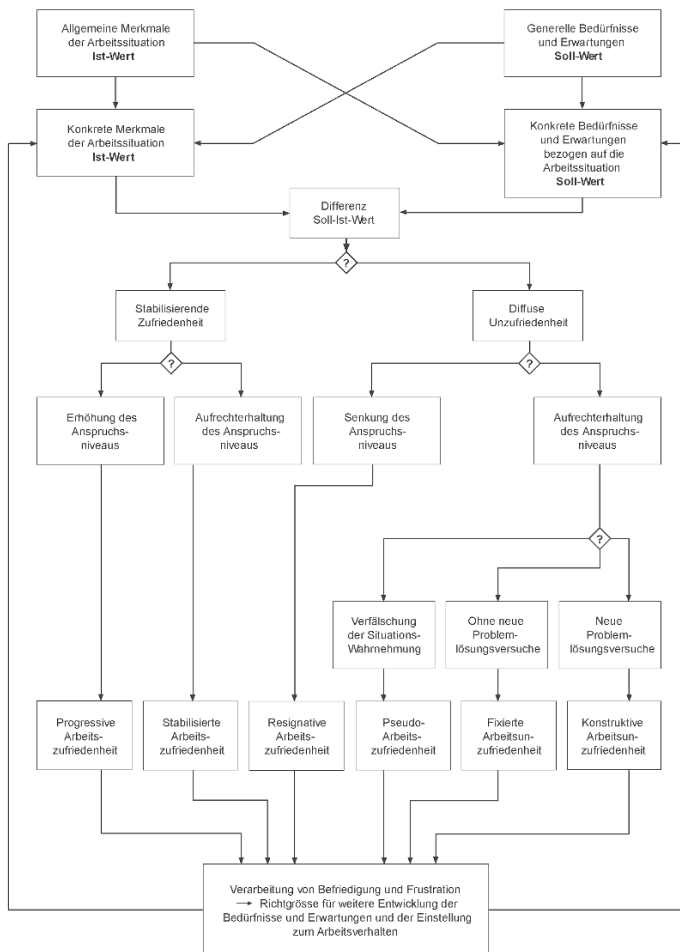 Allgemeine Merkmale
der Arbeitssituation
Ist-Wert
Generelle Bedürfnisse
und Erwartungen
Soll-Wert
Konkrete Merkmale
der Arbeitssituation
Ist-Wert
Konkrete Bedürfnisse
und Erwartungen
bezogen auf die
Arbeitssituation
Soll-Wert
Differenz
Soll-Ist-Wert
?
Stabilisierende
Zufriedenheit
Diffuse
Unzufriedenheit
?
?
Erhöhung des
Anspruchs-
niveaus
Aufrechterhaltung
des Anspruchs-
niveaus
Senkung des
Anspruchs-
niveaus
Aufrechterhaltung
des Anspruchs-
niveaus
?
Verfälschung
der Situations-
Wahrnehmung
Ohne neue
Problem-
lösungsversuche
Neue
Problem-
lösungsversuche
Progressive
Arbeits-
zufriedenheit
Stabilisierte
Arbeits-
zufriedenheit
Resignative
Arbeits-
zufriedenheit
Pseudo-
Arbeits-
zufriedenheit
Fixierte
Arbeitsun-
zufriedenheit
Konstruktive
Arbeitsun-
zufriedenheit
Verarbeitung von Befriedigung und Frustration
→ Richtgrösse für weitere Entwicklung der
Bedürfnisse und Erwartungen und der Einstellung
zum Arbeitsverhalten